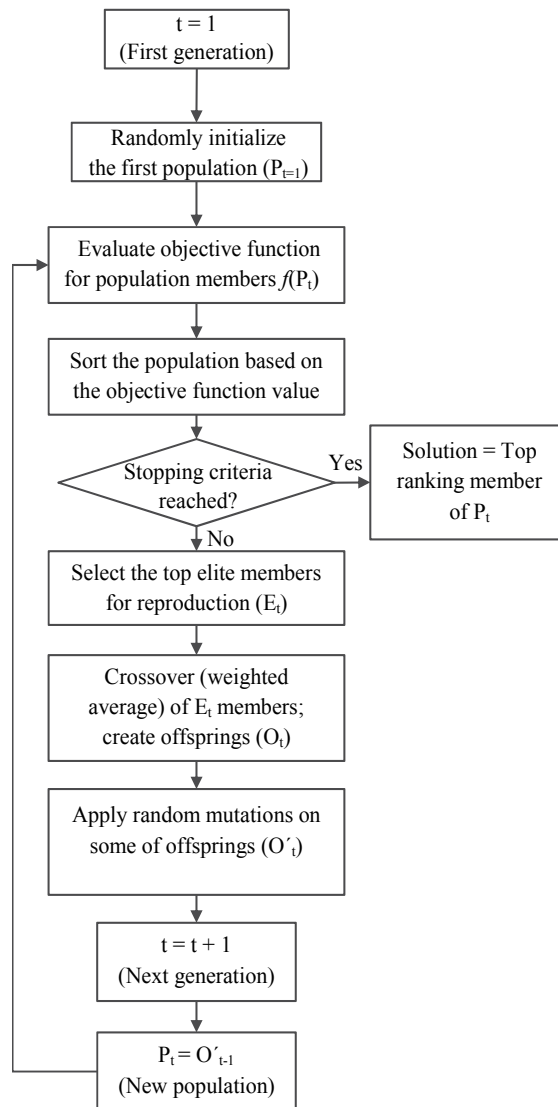 t = 1
(First generation)
Randomly initialize
the first population (Pₜ₌₁)
Evaluate objective function
for population members f(Pₜ)
Sort the population based on
the objective function value
Stopping criteria
reached?
Yes
Solution = Top
ranking member
of Pₜ
No
Select the top elite members
for reproduction (Eₜ)
Crossover (weighted
average) of Eₜ members;
create offsprings (Oₜ)
Apply random mutations on
some of offsprings (O´ₜ)
t = t + 1
(Next generation)
Pₜ = O´ₜ₋₁
(New population)